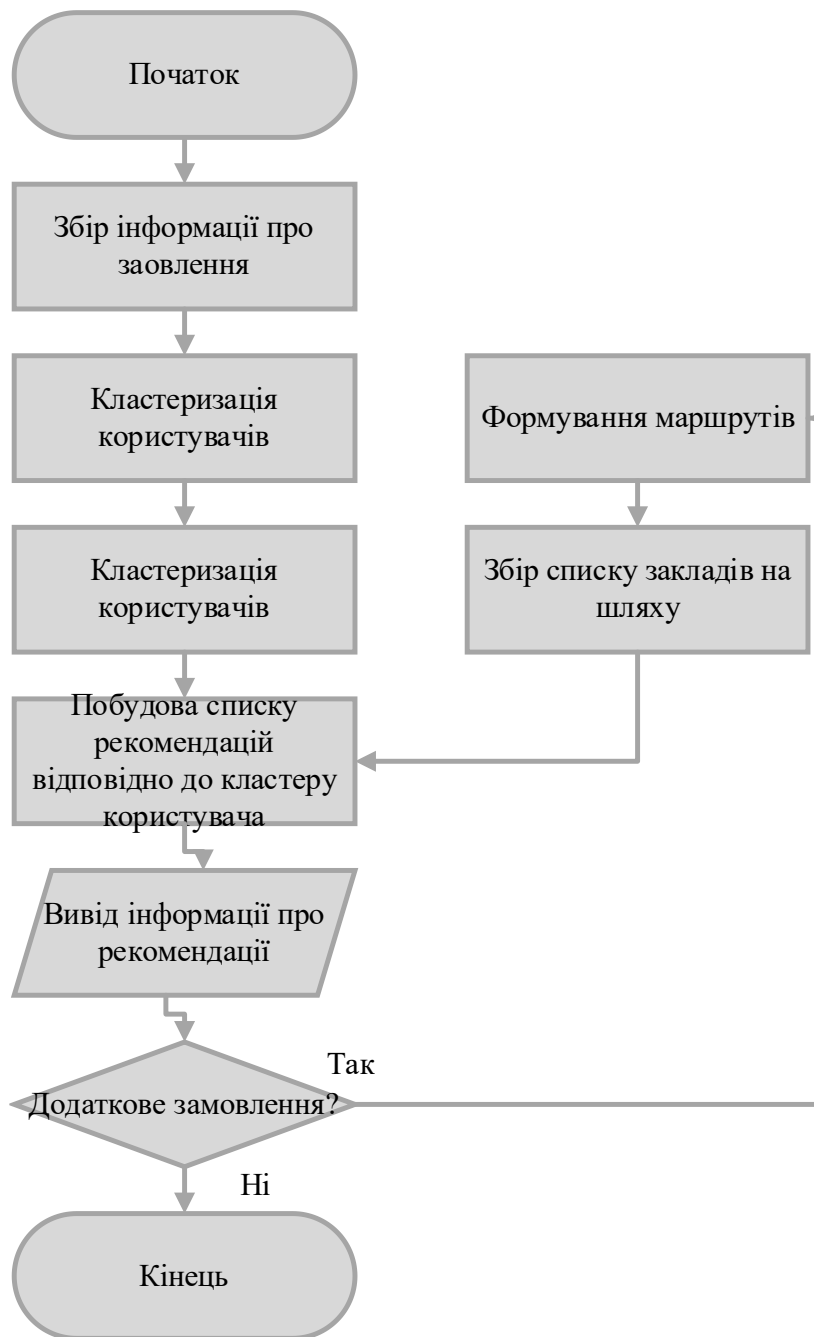 Початок
Збір інформації про
заовлення
Кластеризація
користувачів
Формування маршрутів
Кластеризація
користувачів
Збір списку закладів на
шляху
Побудова списку
рекомендацій
відповідно до кластеру
користувача
Вивід інформації про
рекомендації
Так
Додаткове замовлення?
Ні
Кінець